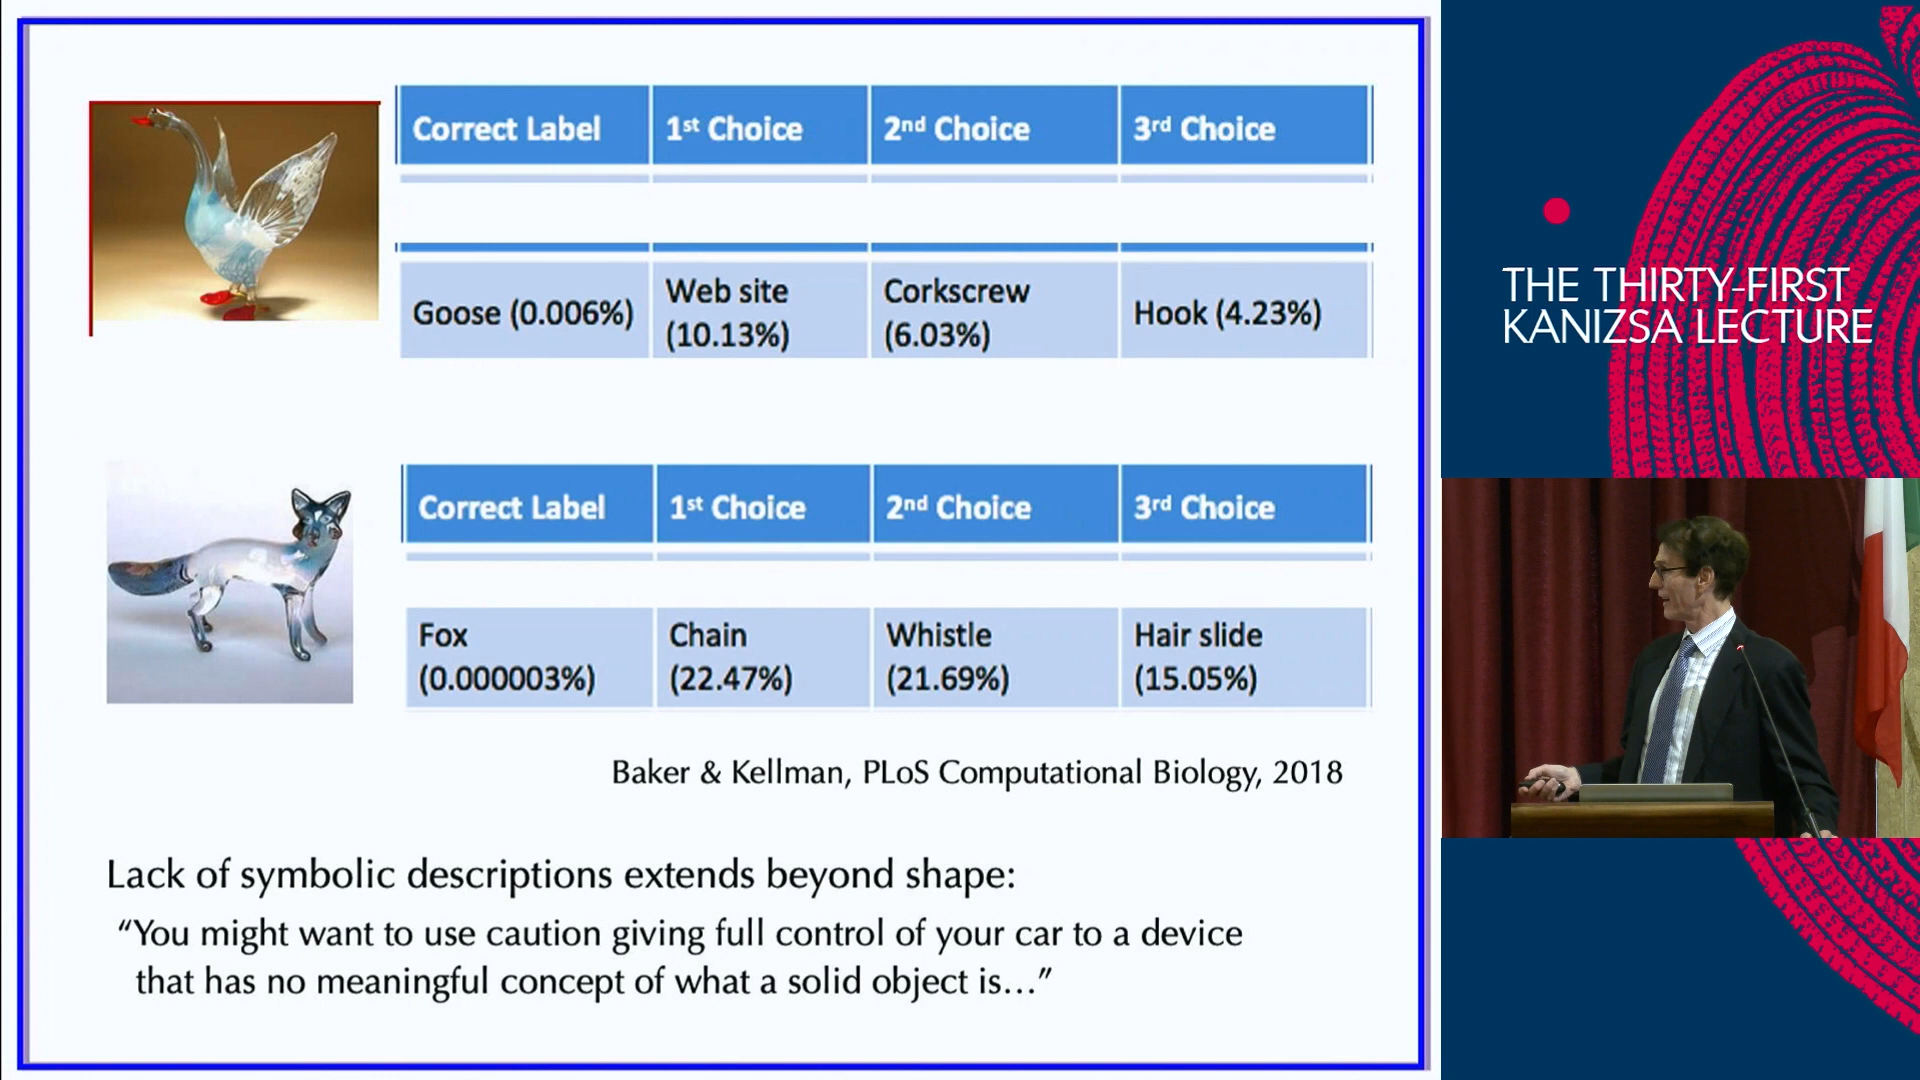 Correct Label 1st Choice 2nd Choice 3rd Choice
Goose (0.006%) Web site (10.13%) Corkscrew (6.03%) Hook (4.23%)
Correct Label 1st Choice 2nd Choice 3rd Choice
Fox (0.000003%) Chain (22.47%) Whistle (21.69%) Hair slide (15.05%)
Baker & Kellman, PLoS Computational Biology, 2018
Lack of symbolic descriptions extends beyond shape:
“You might want to use caution giving full control of your car to a device
that has no meaningful concept of what a solid object is…”
THE THIRTY-FIRST
KANIZSA LECTURE